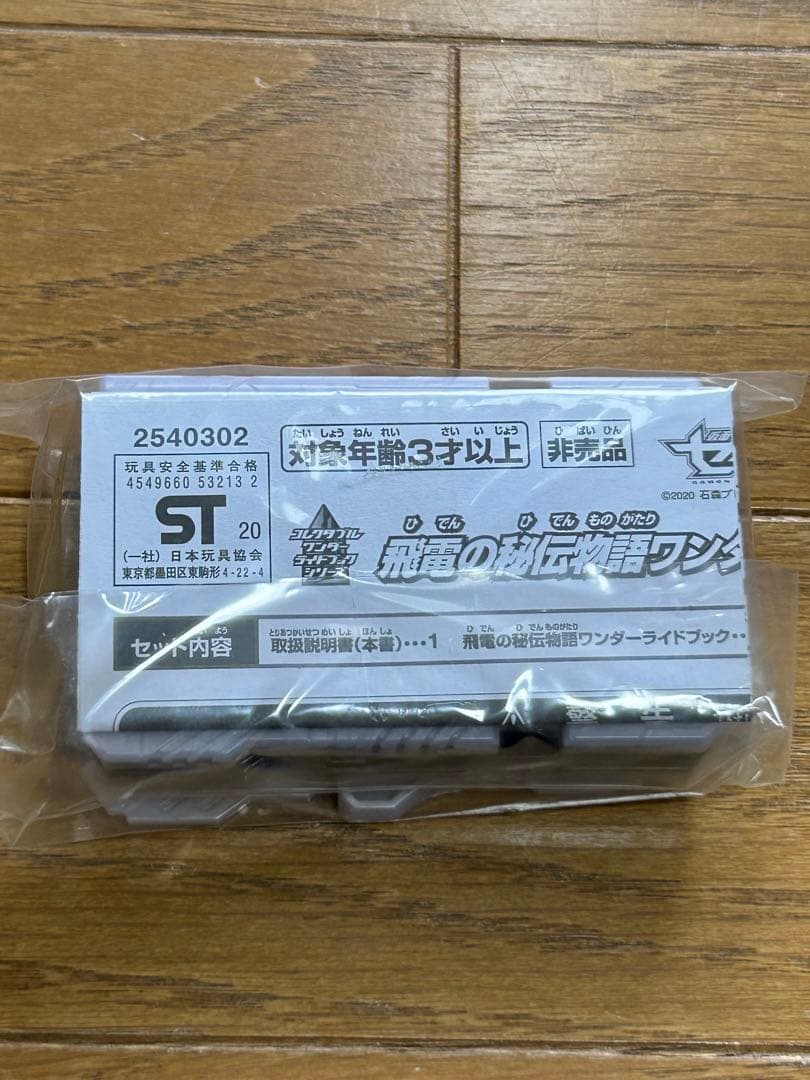 2540302
玩具安全基準合格
4549660 53213 2
ST 20
(一社)日本玩具協会
東京都墨田区東駒形4-22-4
たいしょうねんれい さいいじょう
対象年齢3才以上
ひばいひん
非売品
©2020 石森プ
コレクタブル
ワンダー
ライドブック
シリーズ
ひでん ひでんものがたり
飛電の秘伝物語ワンダ
セット内容
とりあつかいせつめいしょ ほんしょ
取扱説明書(本書)…1
ひでん ひでんものがたり
飛電の秘伝物語ワンダーライドブック‥